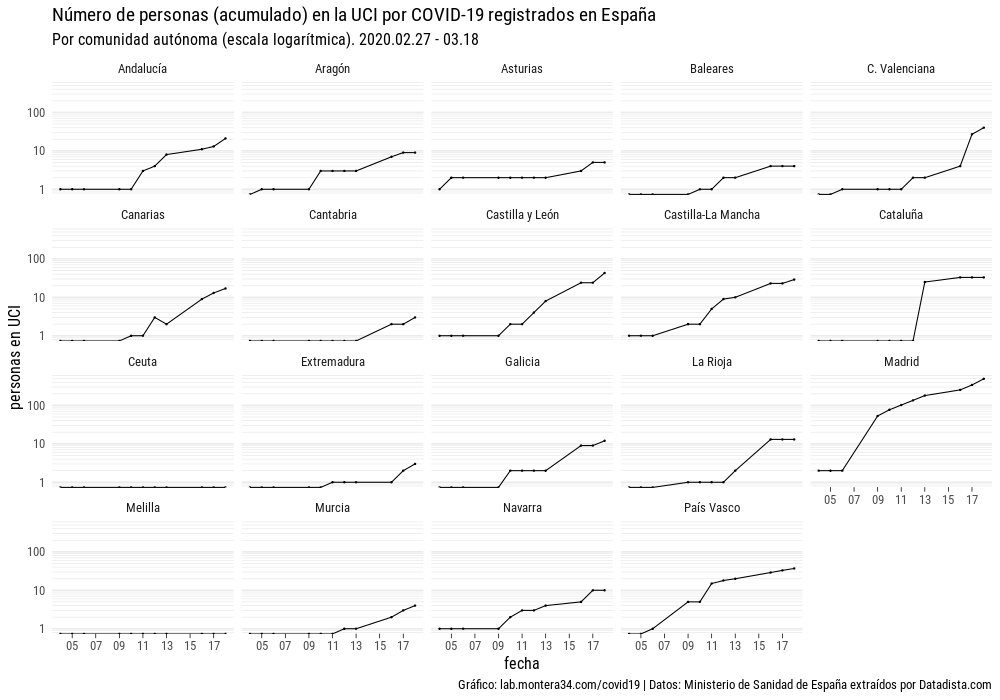 Número de personas (acumulado) en la UCI por COVID-19 registrados en España
Por comunidad autónoma (escala logarítmica). 2020.02.27 - 03.18
Andalucía Aragón Asturias Baleares C. Valenciana
100
10
1
Canarias Cantabria Castilla y León Castilla-La Mancha Cataluña
100
10
1
personas en UCI
Ceuta Extremadura Galicia La Rioja Madrid
100
10
1
05 07 09 11 13 15 17
Melilla Murcia Navarra País Vasco
100
10
1
05 07 09 11 13 15 17 05 07 09 11 13 15 17 05 07 09 11 13 15 17 05 07 09 11 13 15 17
fecha
Gráfico: lab.montera34.com/covid19 | Datos: Ministerio de Sanidad de España extraídos por Datadista.com